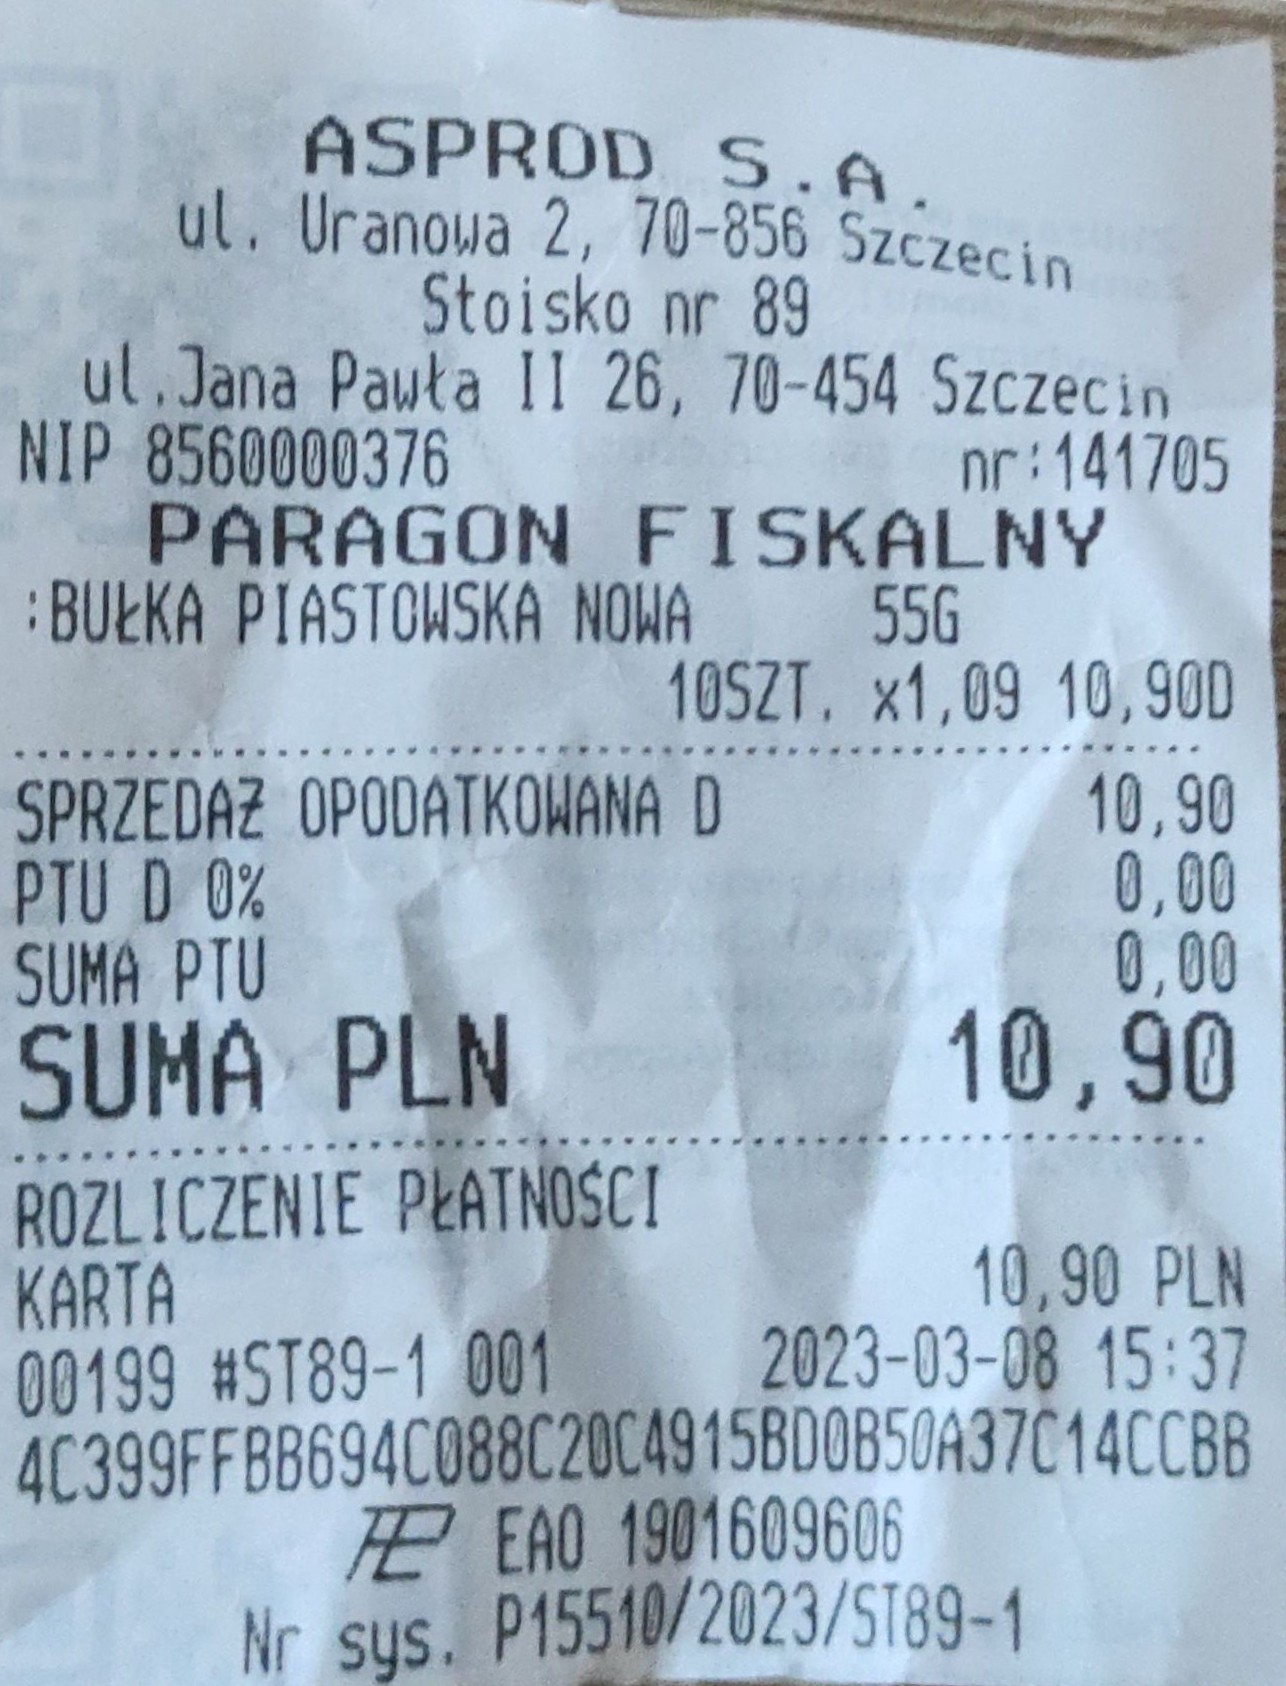 ASPROD S.A.
ul. Uranowa 2, 70-856 Szczecin
Stoisko nr 89
ul.Jana Pawła II 26, 70-454 Szczecin
NIP 8560000376 nr:141705
PARAGON FISKALNY
:BUŁKA PIASTOWSKA NOWA 55G
10SZT. x1,09 10,90D
SPRZEDAŻ OPODATKOWANA D 10,90
PTU D 0% 0,00
SUMA PTU 0,00
SUMA PLN 10,90
ROZLICZENIE PŁATNOŚCI
KARTA 10,90 PLN
00199 #ST89-1 001 2023-03-08 15:37
4C399FFBB694C088C20C4915BD0B50A37C14CCBB
EAO 1901609606
Nr sys. P15510/2023/ST89-1